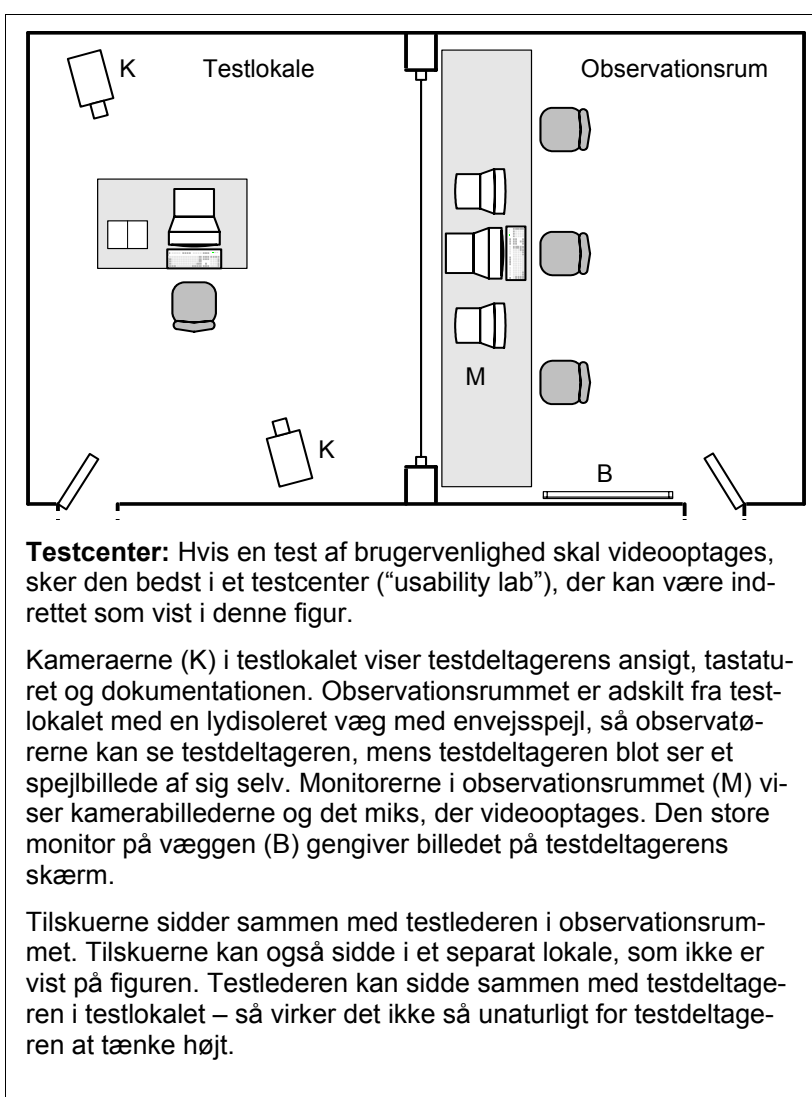 K
Testlokale
Observationsrum
M
K
B
Testcenter: Hvis en test af brugervenlighed skal videooptages,
sker den bedst i et testcenter (“usability lab”), der kan være ind-
rettet som vist i denne figur.
Kameraerne (K) i testlokalet viser testdeltagerens ansigt, tastatu-
ret og dokumentationen. Observationsrummet er adskilt fra test-
lokalet med en lydisoleret væg med envejsspejl, så observatø-
rerne kan se testdeltageren, mens testdeltageren blot ser et
spejlbillede af sig selv. Monitorerne i observationsrummet (M) vi-
ser kamerabillederne og det miks, der videooptages. Den store
monitor på væggen (B) gengiver billedet på testdeltagerens
skærm.
Tilskuerne sidder sammen med testlederen i observationsrum-
met. Tilskuerne kan også sidde i et separat lokale, som ikke er
vist på figuren. Testlederen kan sidde sammen med testdeltage-
ren i testlokalet – så virker det ikke så unaturligt for testdeltage-
ren at tænke højt.